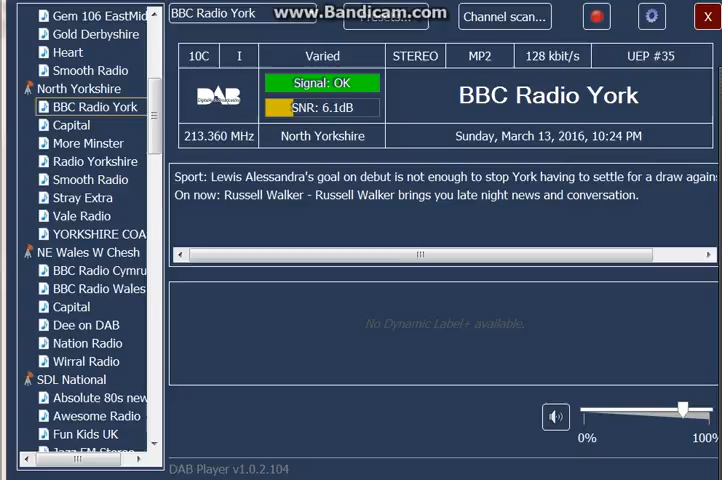 www.Bandicam.com
Gem 106 EastMid
Gold Derbyshire
Heart
Smooth Radio
North Yorkshire
BBC Radio York
Capital
More Minster
Radio Yorkshire
Smooth Radio
Stray Extra
Vale Radio
YORKSHIRE COA
NE Wales W Chesh
BBC Radio Cymru
BBC Radio Wales
Capital
Dee on DAB
Nation Radio
Wirral Radio
SDL National
Absolute 80s new
Awesome Radio
Fun Kids UK
Jazz FM Stereo
BBC Radio York
Presets...
Channel scan...
X
10C I Varied STEREO MP2 128 kbit/s UEP #35
DAB
Signal: OK
SNR: 6.1dB
BBC Radio York
213.360 MHz North Yorkshire Sunday, March 13, 2016, 10:24 PM
Sport: Lewis Alessandra's goal on debut is not enough to stop York having to settle for a draw agains
On now: Russell Walker - Russell Walker brings you late night news and conversation.
No Dynamic Label+ available.
0% 100%
DAB Player v1.0.2.104